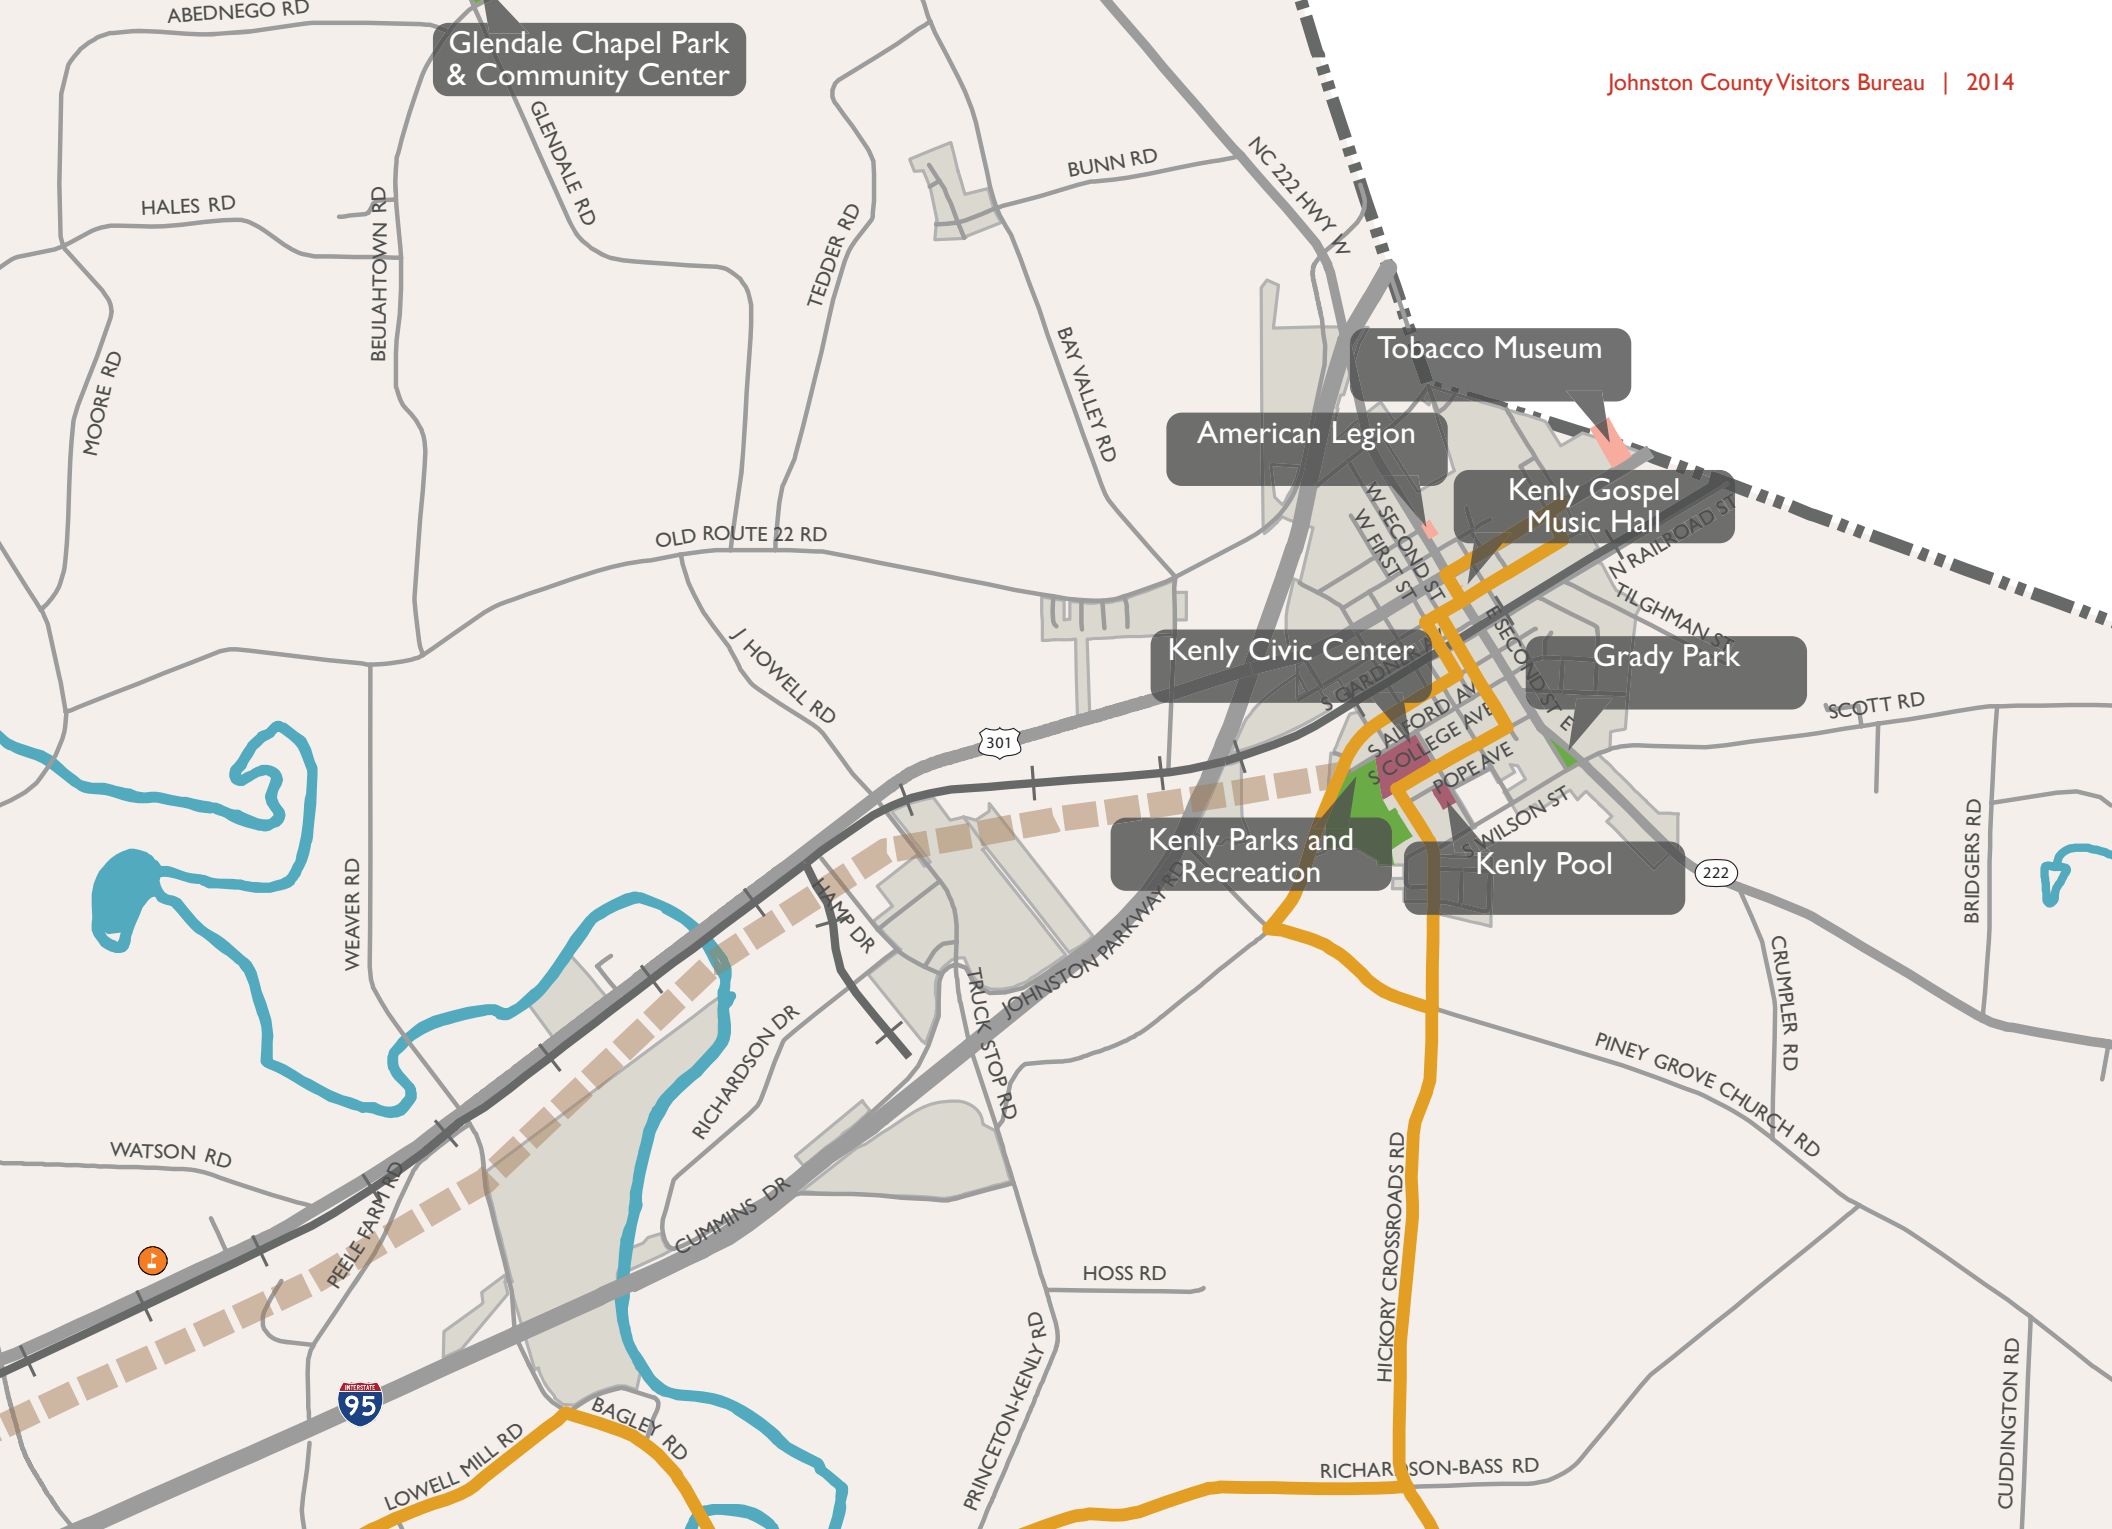 ABEDNEGO RD
Glendale Chapel Park
& Community Center
Johnston County Visitors Bureau | 2014
GLENDALE RD
NC 222 HWY W
BUNN RD
HALES RD
BEULAHTOWN RD
TEDDER RD
MOORE RD
BAY VALLEY RD
Tobacco Museum
American Legion
Kenly Gospel
Music Hall
W SECOND ST
W FIRST ST
N RAILROAD ST
OLD ROUTE 22 RD
TILGHMAN ST
E SECOND ST E
J HOWELL RD
Kenly Civic Center
Grady Park
S GARDNER A
S ALFORD AV
S COLLEGE AVE
POPE AVE
S WILSON ST
SCOTT RD
301
Kenly Parks and
Recreation
Kenly Pool
222
BRIDGERS RD
WEAVER RD
HAMP DR
JOHNSTON PARKWAY RD
TRUCK STOP RD
CRUMPLER RD
RICHARDSON DR
PINEY GROVE CHURCH RD
WATSON RD
PEELE FARM RD
CUMMINS DR
HICKORY CROSSROADS RD
HOSS RD
PRINCETON-KENLY RD
CUDDINGTON RD
INTERSTATE
95
BAGLEY RD
LOWELL MILL RD
RICHARDSON-BASS RD